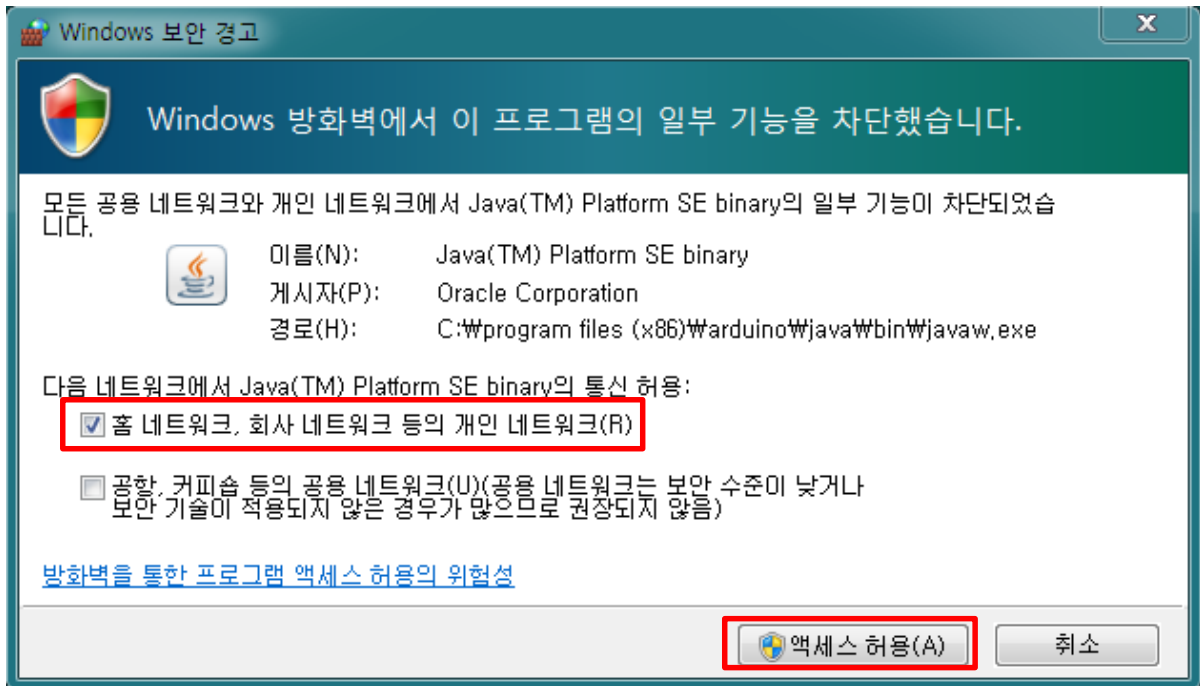 Windows 보안 경고
Windows 방화벽에서 이 프로그램의 일부 기능을 차단했습니다.
모든 공용 네트워크와 개인 네트워크에서 Java(TM) Platform SE binary의 일부 기능이 차단되었습
니다.
이름(N): Java(TM) Platform SE binary
게시자(P): Oracle Corporation
경로(H): C:₩program files (x86)₩arduino₩java₩bin₩javaw.exe
다음 네트워크에서 Java(TM) Platform SE binary의 통신 허용:
홈 네트워크, 회사 네트워크 등의 개인 네트워크(R)
공항, 커피숍 등의 공용 네트워크(U)(공용 네트워크는 보안 수준이 낮거나
보안 기술이 적용되지 않은 경우가 많으므로 권장되지 않음)
방화벽을 통한 프로그램 액세스 허용의 위험성
액세스 허용(A) 취소